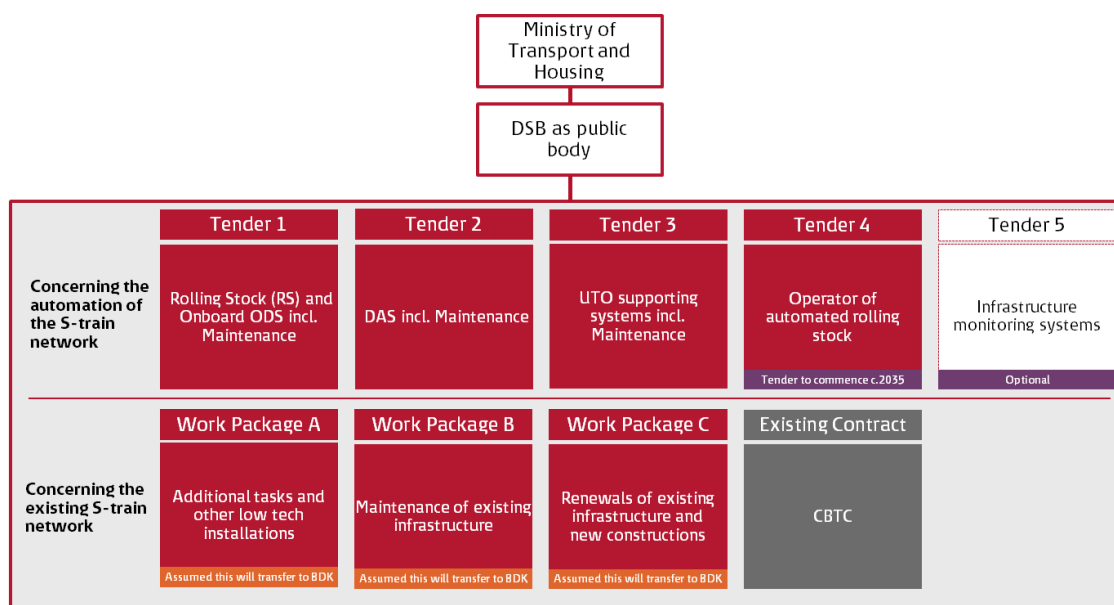 Ministry of
Transport and
Housing
DSB as public
body
Tender 1
Tender 2
Tender 3
Tender 4
Tender 5
Concerning the
automation of
the S-train
network
Rolling Stock (RS) and
Onboard ODS incl.
Maintenance
DAS incl. Maintenance
UTO supporting
systems incl.
Maintenance
Operator of
automated rolling
stock
Tender to commence c.2035
Infrastructure
monitoring systems
Optional
Work Package A
Work Package B
Work Package C
Existing Contract
Concerning the
existing S-train
network
Additional tasks and
other low tech
installations
Assumed this will transfer to BDK
Maintenance of existing
infrastructure
Assumed this will transfer to BDK
Renewals of existing
infrastructure and
new constructions
Assumed this will transfer to BDK
CBTC